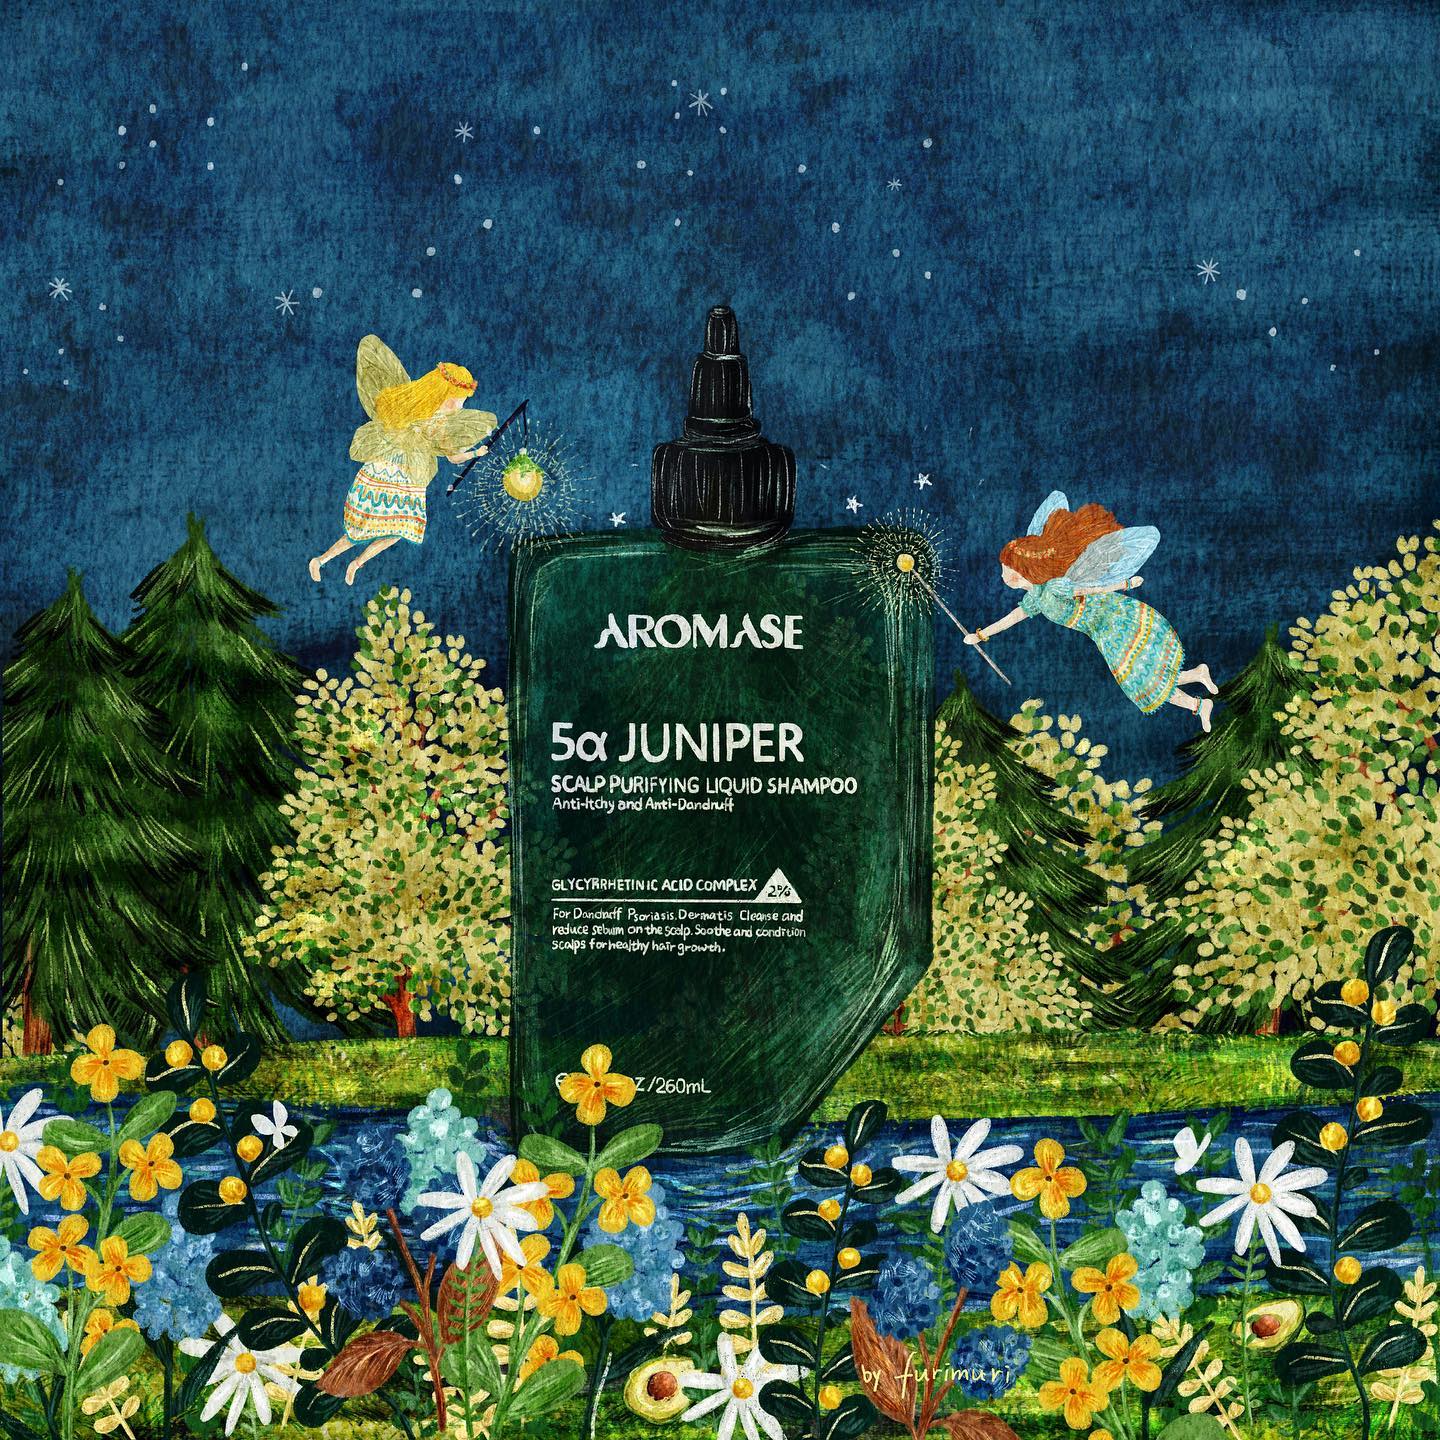 AROMASE
5α JUNIPER
SCALP PURIFYING LIQUID SHAMPOO
Anti-Itchy and Anti-Dandruff
GLYCYRRHETINIC ACID COMPLEX 2%
For Dandruff Psoriasis. Dermatis Cleanse and
reduce sebum on the scalp. Soothe and condition
scalps for healthy hair growth.
/260mL
by furimuri